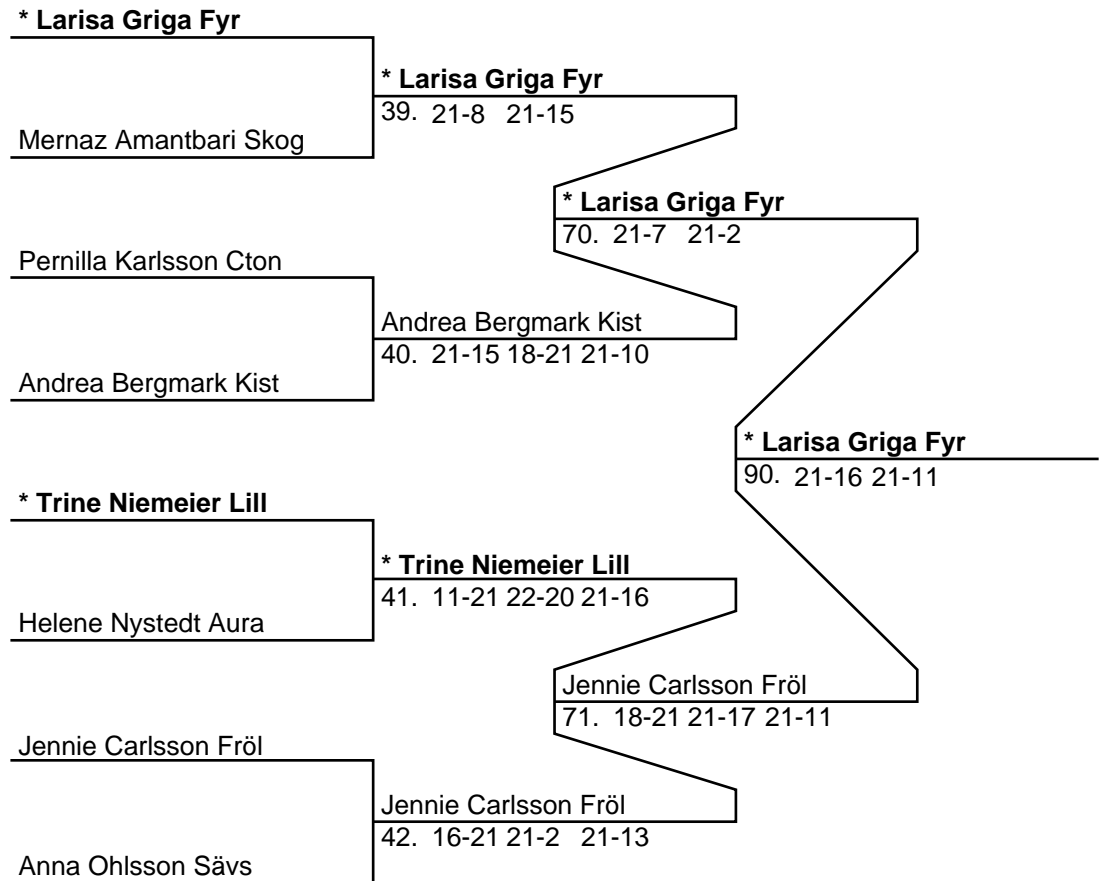 * Larisa Griga Fyr
* Larisa Griga Fyr
39. 21-8 21-15
Mernaz Amantbari Skog
* Larisa Griga Fyr
70. 21-7 21-2
Pernilla Karlsson Cton
Andrea Bergmark Kist
40. 21-15 18-21 21-10
Andrea Bergmark Kist
* Larisa Griga Fyr
90. 21-16 21-11
* Trine Niemeier Lill
* Trine Niemeier Lill
41. 11-21 22-20 21-16
Helene Nystedt Aura
Jennie Carlsson Fröl
71. 18-21 21-17 21-11
Jennie Carlsson Fröl
Jennie Carlsson Fröl
42. 16-21 21-2 21-13
Anna Ohlsson Sävs